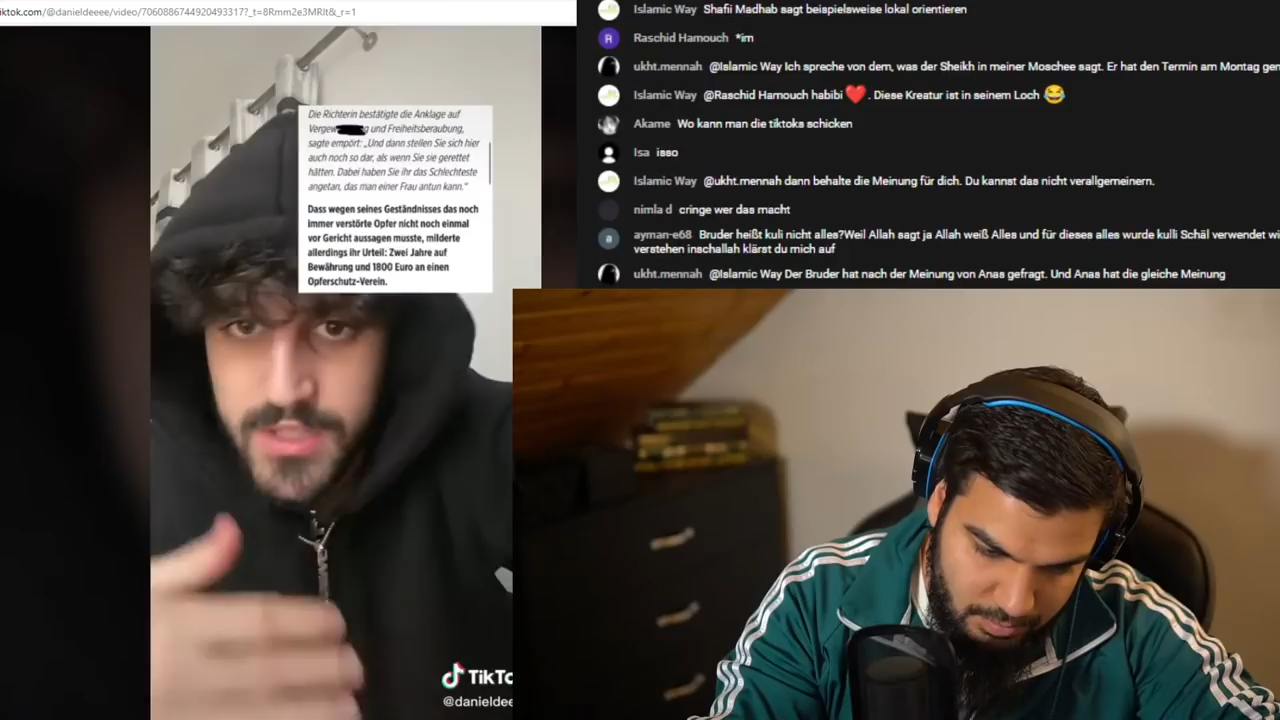 iktok.com/@danieldeeee/video/7060886744920493317?_t=8Rmm2e3MRlt&_r=1
Die Richterin bestätigte die Anklage auf
und Freiheitsberaubung,
sagte empört: „Und dann stellen Sie sich hier
auch noch so dar, als wenn Sie sie gerettet
hätten. Dabei haben Sie ihr das Schlechteste
angetan, das man einer Frau antun kann.“
Dass wegen seines Geständnisses das noch
immer verstörte Opfer nicht noch einmal
vor Gericht aussagen musste, milderte
allerdings ihr Urteil: Zwei Jahre auf
Bewährung und 1800 Euro an einen
Opferschutz-Verein.
TikTo
@danieldee
Islamic Way Shafii Madhab sagt beispielsweise lokal orientieren
R Raschid Hamouch *im
ukht.mennah @Islamic Way Ich spreche von dem, was der Sheikh in meiner Moschee sagt. Er hat den Termin am Montag gen
Islamic Way @Raschid Hamouch habibi ❤️ . Diese Kreatur ist in seinem Loch 😂
Akame Wo kann man die tiktoks schicken
Isa isso
Islamic Way @ukht.mennah dann behalte die Meinung für dich. Du kannst das nicht verallgemeinern.
nimla d cringe wer das macht
a ayman-e68 Bruder heißt kuli nicht alles?Weil Allah sagt ja Allah weiß Alles und für dieses alles wurde kulli Schäl verwendet wi
verstehen inschallah klärst du mich auf
ukht.mennah @Islamic Way Der Bruder hat nach der Meinung von Anas gefragt. Und Anas hat die gleiche Meinung